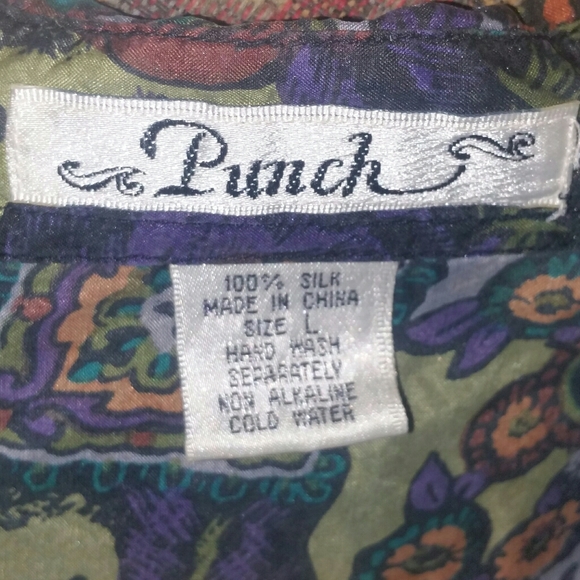 Punch
100% SILK
MADE IN CHINA
SIZE L
HAND WASH
SEPARATELY
NON ALKALINE
COLD WATER